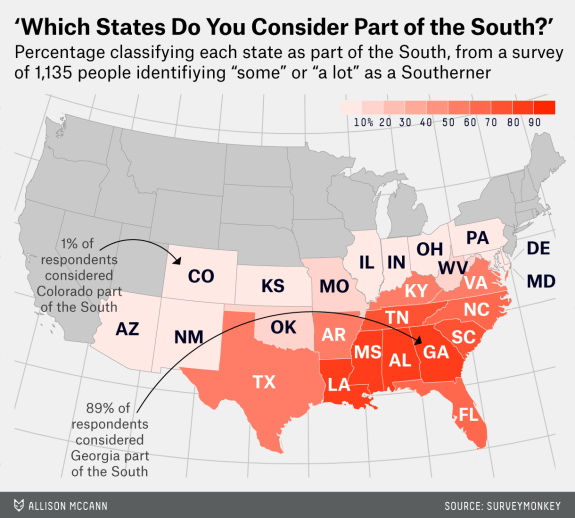 ‘Which States Do You Consider Part of the South?’
Percentage classifying each state as part of the South, from a survey
of 1,135 people identifiying “some” or “a lot” as a Southerner
10% 20 30 40 50 60 70 80 90
1% of
respondents
considered
Colorado part
of the South
CO
KS
MO
IL
IN
OH
PA
DE
MD
WV
VA
KY
AZ
NM
OK
AR
TN
NC
SC
MS
AL
GA
TX
LA
FL
89% of
respondents
considered
Georgia part
of the South
ALLISON MCCANN
SOURCE: SURVEYMONKEY